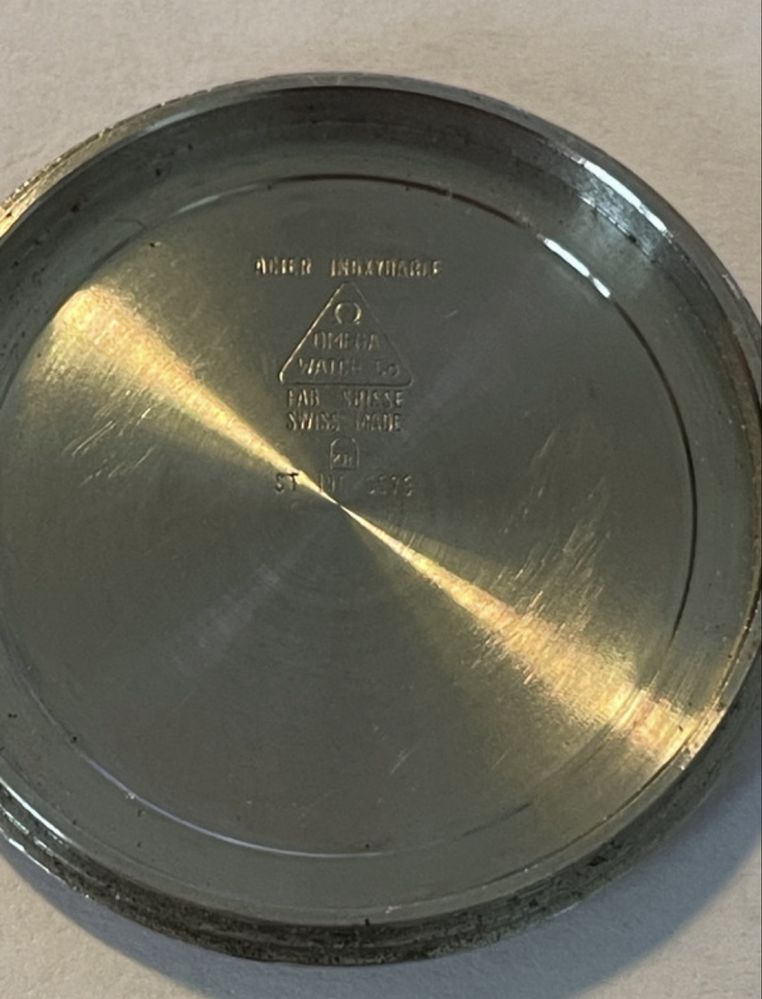 ACIER INOXYDABLE
Ω
OMEGA
WATCH Co
FAB. SUISSE
SWISS MADE
ST